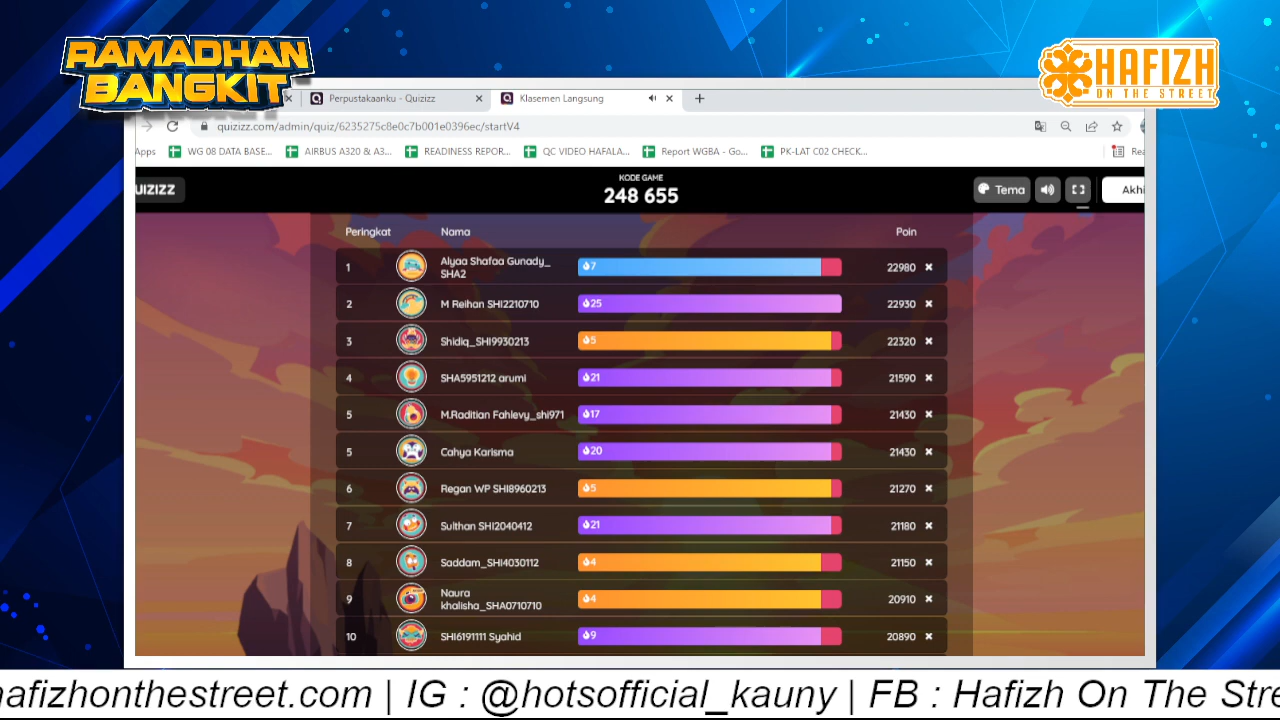 RAMADHAN
BANGKIT
HAFIZH
ON THE STREET
Perpustakaanku - Quizizz
Klasemen Langsung
quizizz.com/admin/quiz/6235275c8e0c7b001e0396ec/startV4
Apps WG 08 DATA BASE... AIRBUS A320 & A3... READINESS REPOR... QC VIDEO HAFALA... Report WGBA - Go... PK-LAT C02 CHECK... Rea
UIZIZZ
KODE GAME
248 655
Tema
Akhi
Peringkat Nama Poin
1 Alyaa Shafaa Gunady_ SHA2 7 22980
2 M Reihan SHI2210710 25 22930
3 Shidiq_SHI9930213 5 22320
4 SHA5951212 arumi 21 21590
5 M.Raditian Fahlevy_shi971 17 21430
5 Cahya Karisma 20 21430
6 Regan WP SHI8960213 5 21270
7 Sulthan SHI2040412 21 21180
8 Saddam_SHI4030112 4 21150
9 Naura khalisha_SHA0710710 4 20910
10 SHI6191111 Syahid 9 20890
hafizhonthestreet.com | IG : @hotsofficial_kauny | FB : Hafizh On The Stre